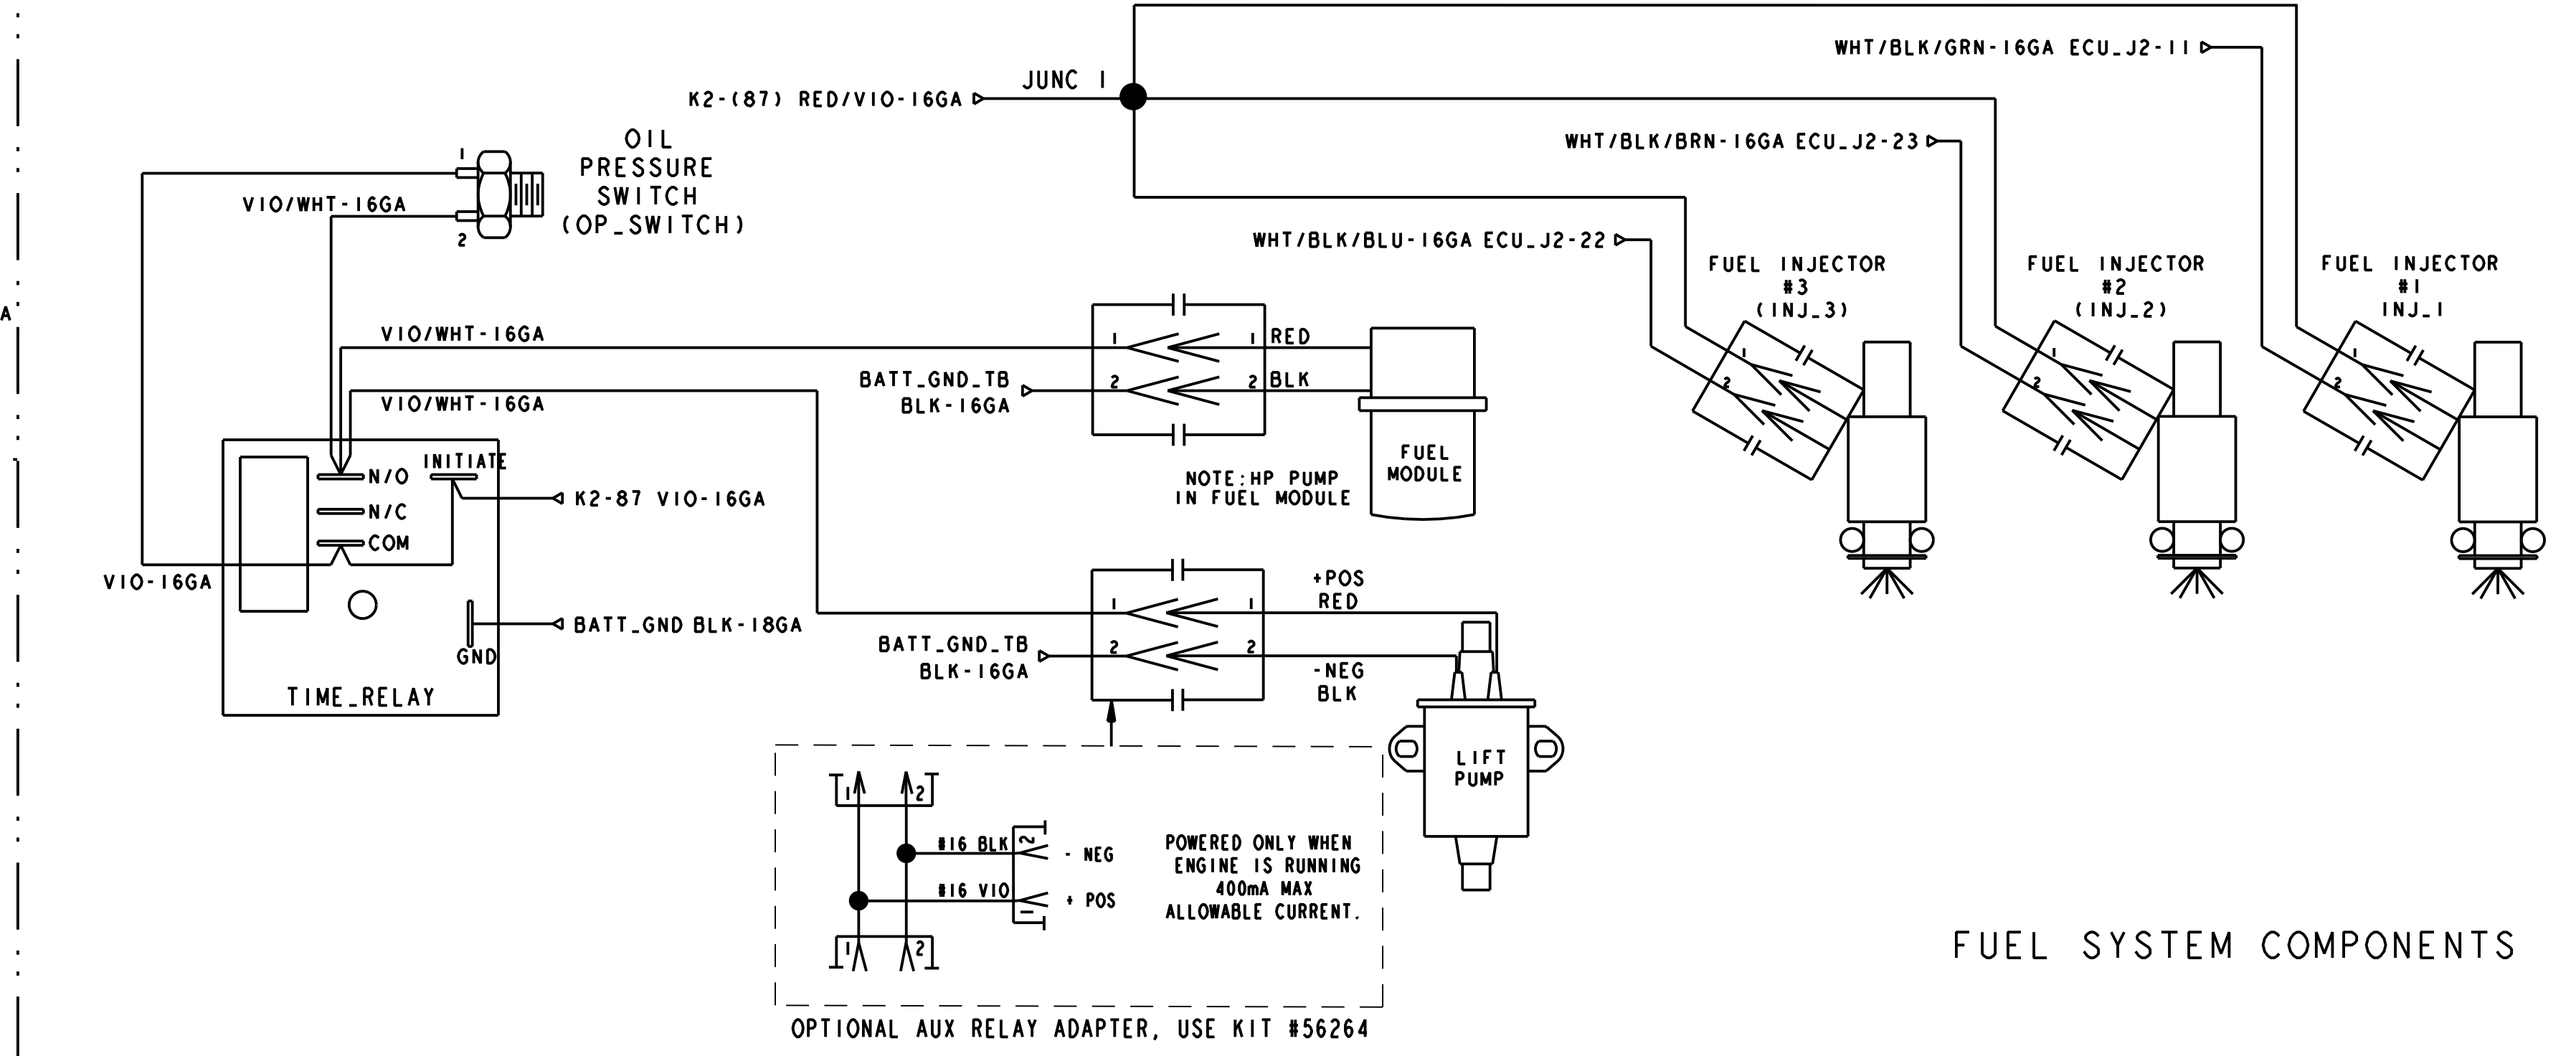 WHT/BLK/GRN-16GA ECU_J2-11
JUNC 1
K2-(87) RED/VIO-16GA
WHT/BLK/BRN-16GA ECU_J2-23
OIL
PRESSURE
SWITCH
(OP_SWITCH)
1
2
VIO/WHT-16GA
WHT/BLK/BLU-16GA ECU_J2-22
FUEL INJECTOR
#3
(INJ_3)
1
2
FUEL INJECTOR
#2
(INJ_2)
1
2
FUEL INJECTOR
#1
INJ_1
1
2
A
VIO/WHT-16GA
1
1
RED
BATT_GND_TB
BLK-16GA
2
2
BLK
VIO/WHT-16GA
FUEL
MODULE
NOTE:HP PUMP
IN FUEL MODULE
INITIATE
N/O
N/C
COM
K2-87 VIO-16GA
VIO-16GA
BATT_GND BLK-18GA
GND
TIME_RELAY
+POS
RED
1
1
BATT_GND_TB
BLK-16GA
2
2
-NEG
BLK
LIFT
PUMP
1
2
#16 BLK
2
- NEG
#16 VIO
1
+ POS
1
2
POWERED ONLY WHEN
ENGINE IS RUNNING
400mA MAX
ALLOWABLE CURRENT.
OPTIONAL AUX RELAY ADAPTER, USE KIT #56264
FUEL SYSTEM COMPONENTS